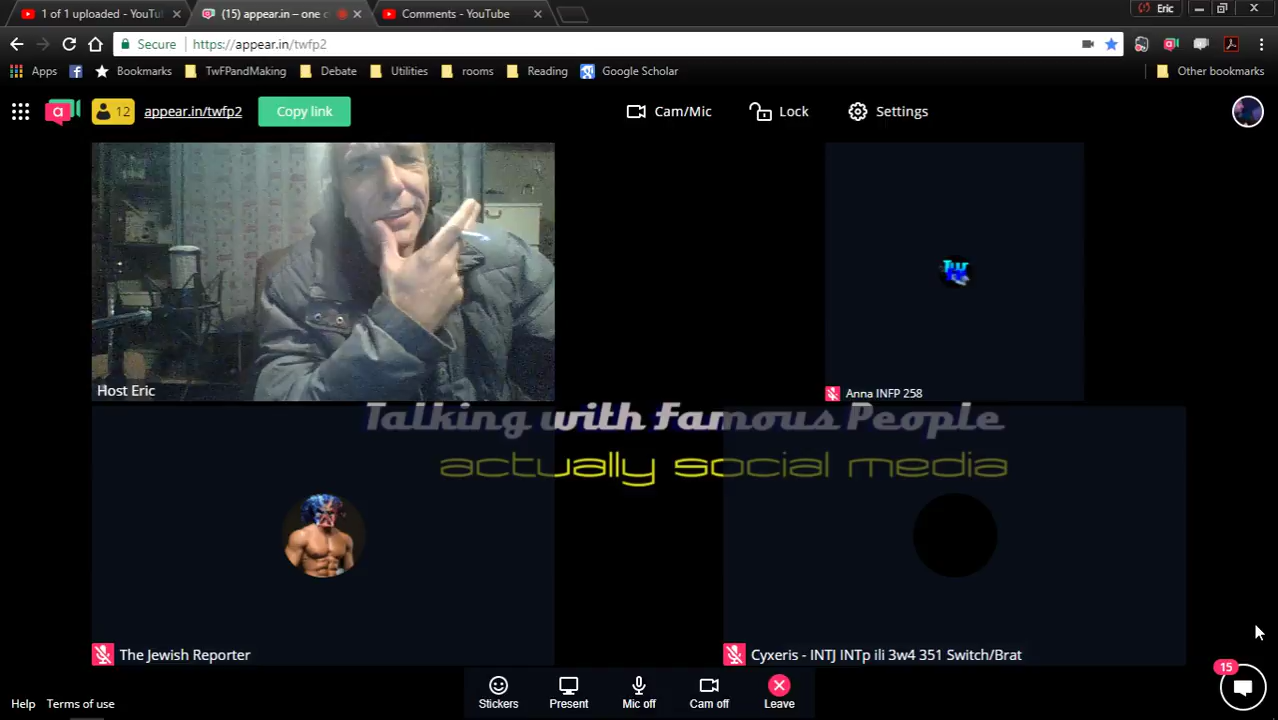 1 of 1 uploaded - YouTu
(15) appear.in – one c
Comments - YouTube
Eric
Secure
https://appear.in/twfp2
Apps
Bookmarks
TwFPandMaking
Debate
Utilities
rooms
Reading
Google Scholar
Other bookmarks
a
12
appear.in/twfp2
Copy link
Cam/Mic
Lock
Settings
Host Eric
Anna INFP 258
Talking with Famous People
actually social media
The Jewish Reporter
Cyxeris - INTJ INTp ili 3w4 351 Switch/Brat
15
Help
Terms of use
Stickers
Present
Mic off
Cam off
Leave